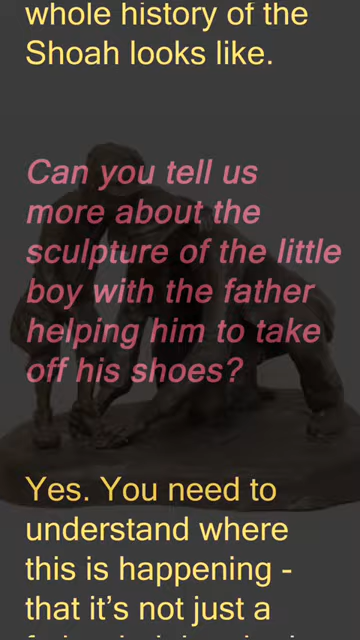 whole history of the
Shoah looks like.
Can you tell us
more about the
sculpture of the little
boy with the father
helping him to take
off his shoes?
Yes. You need to
understand where
this is happening -
that it's not just a